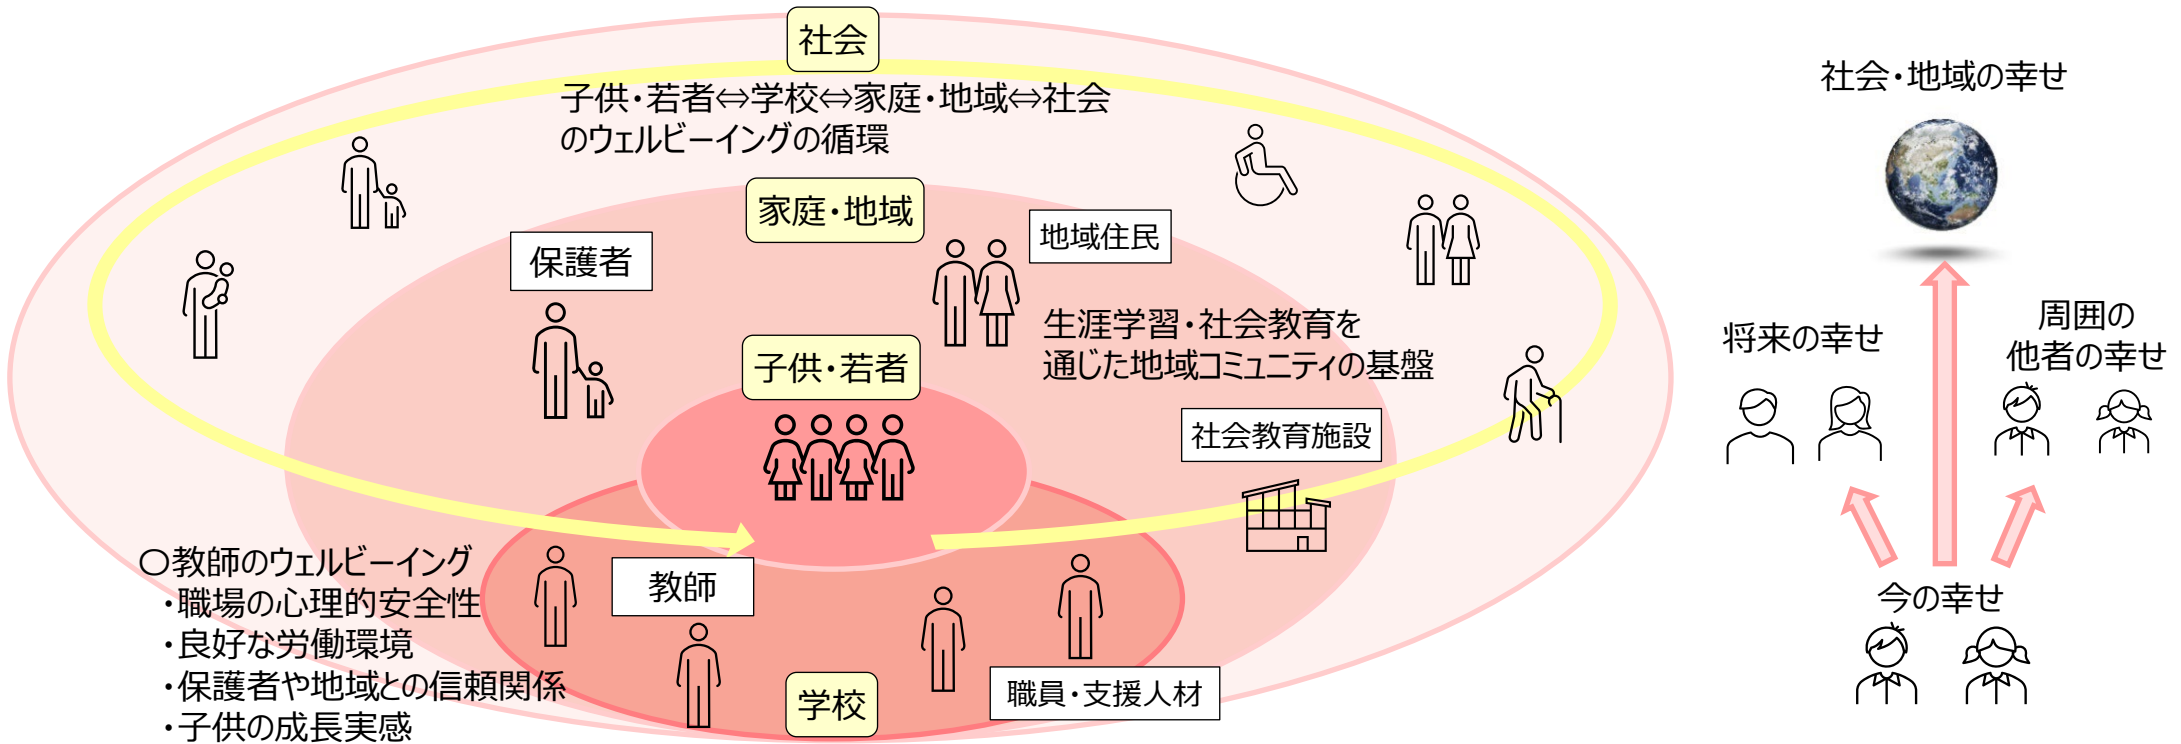 社会
子供・若者⇔学校⇔家庭・地域⇔社会
のウェルビーイングの循環
家庭・地域
保護者
地域住民
生涯学習・社会教育を
通じた地域コミュニティの基盤
子供・若者
社会教育施設
〇教師のウェルビーイング
・職場の心理的安全性
・良好な労働環境
・保護者や地域との信頼関係
・子供の成長実感
教師
職員・支援人材
学校
社会・地域の幸せ
将来の幸せ
周囲の
他者の幸せ
今の幸せ